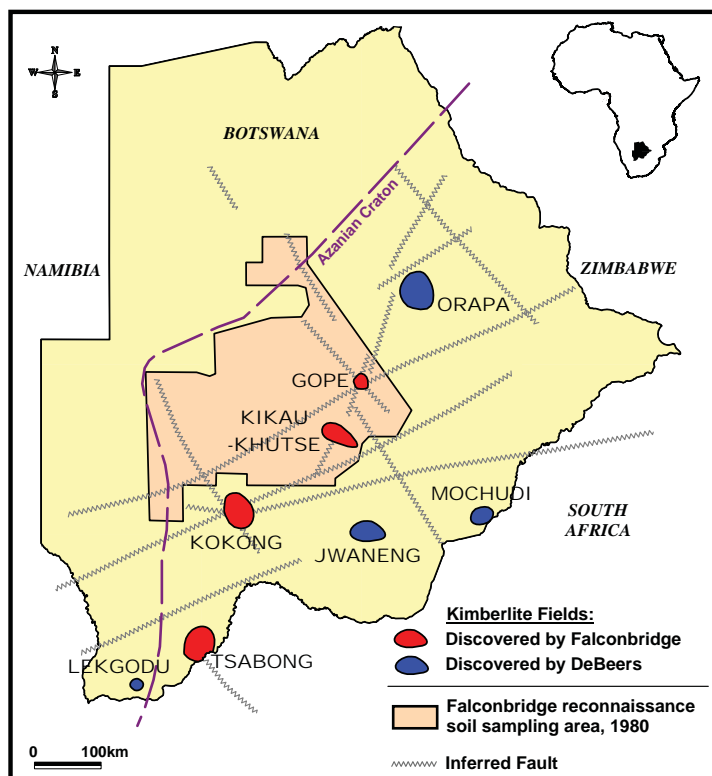 N
W E
S
BOTSWANA
Azanian Craton
NAMIBIA
ZIMBABWE
ORAPA
GOPE
KIKAU
-KHUTSE
MOCHUDI
SOUTH
AFRICA
KOKONG
JWANENG
LEKGODU
TSABONG
Kimberlite Fields:
Discovered by Falconbridge
Discovered by DeBeers
Falconbridge reconnaissance
soil sampling area, 1980
Inferred Fault
0 100km